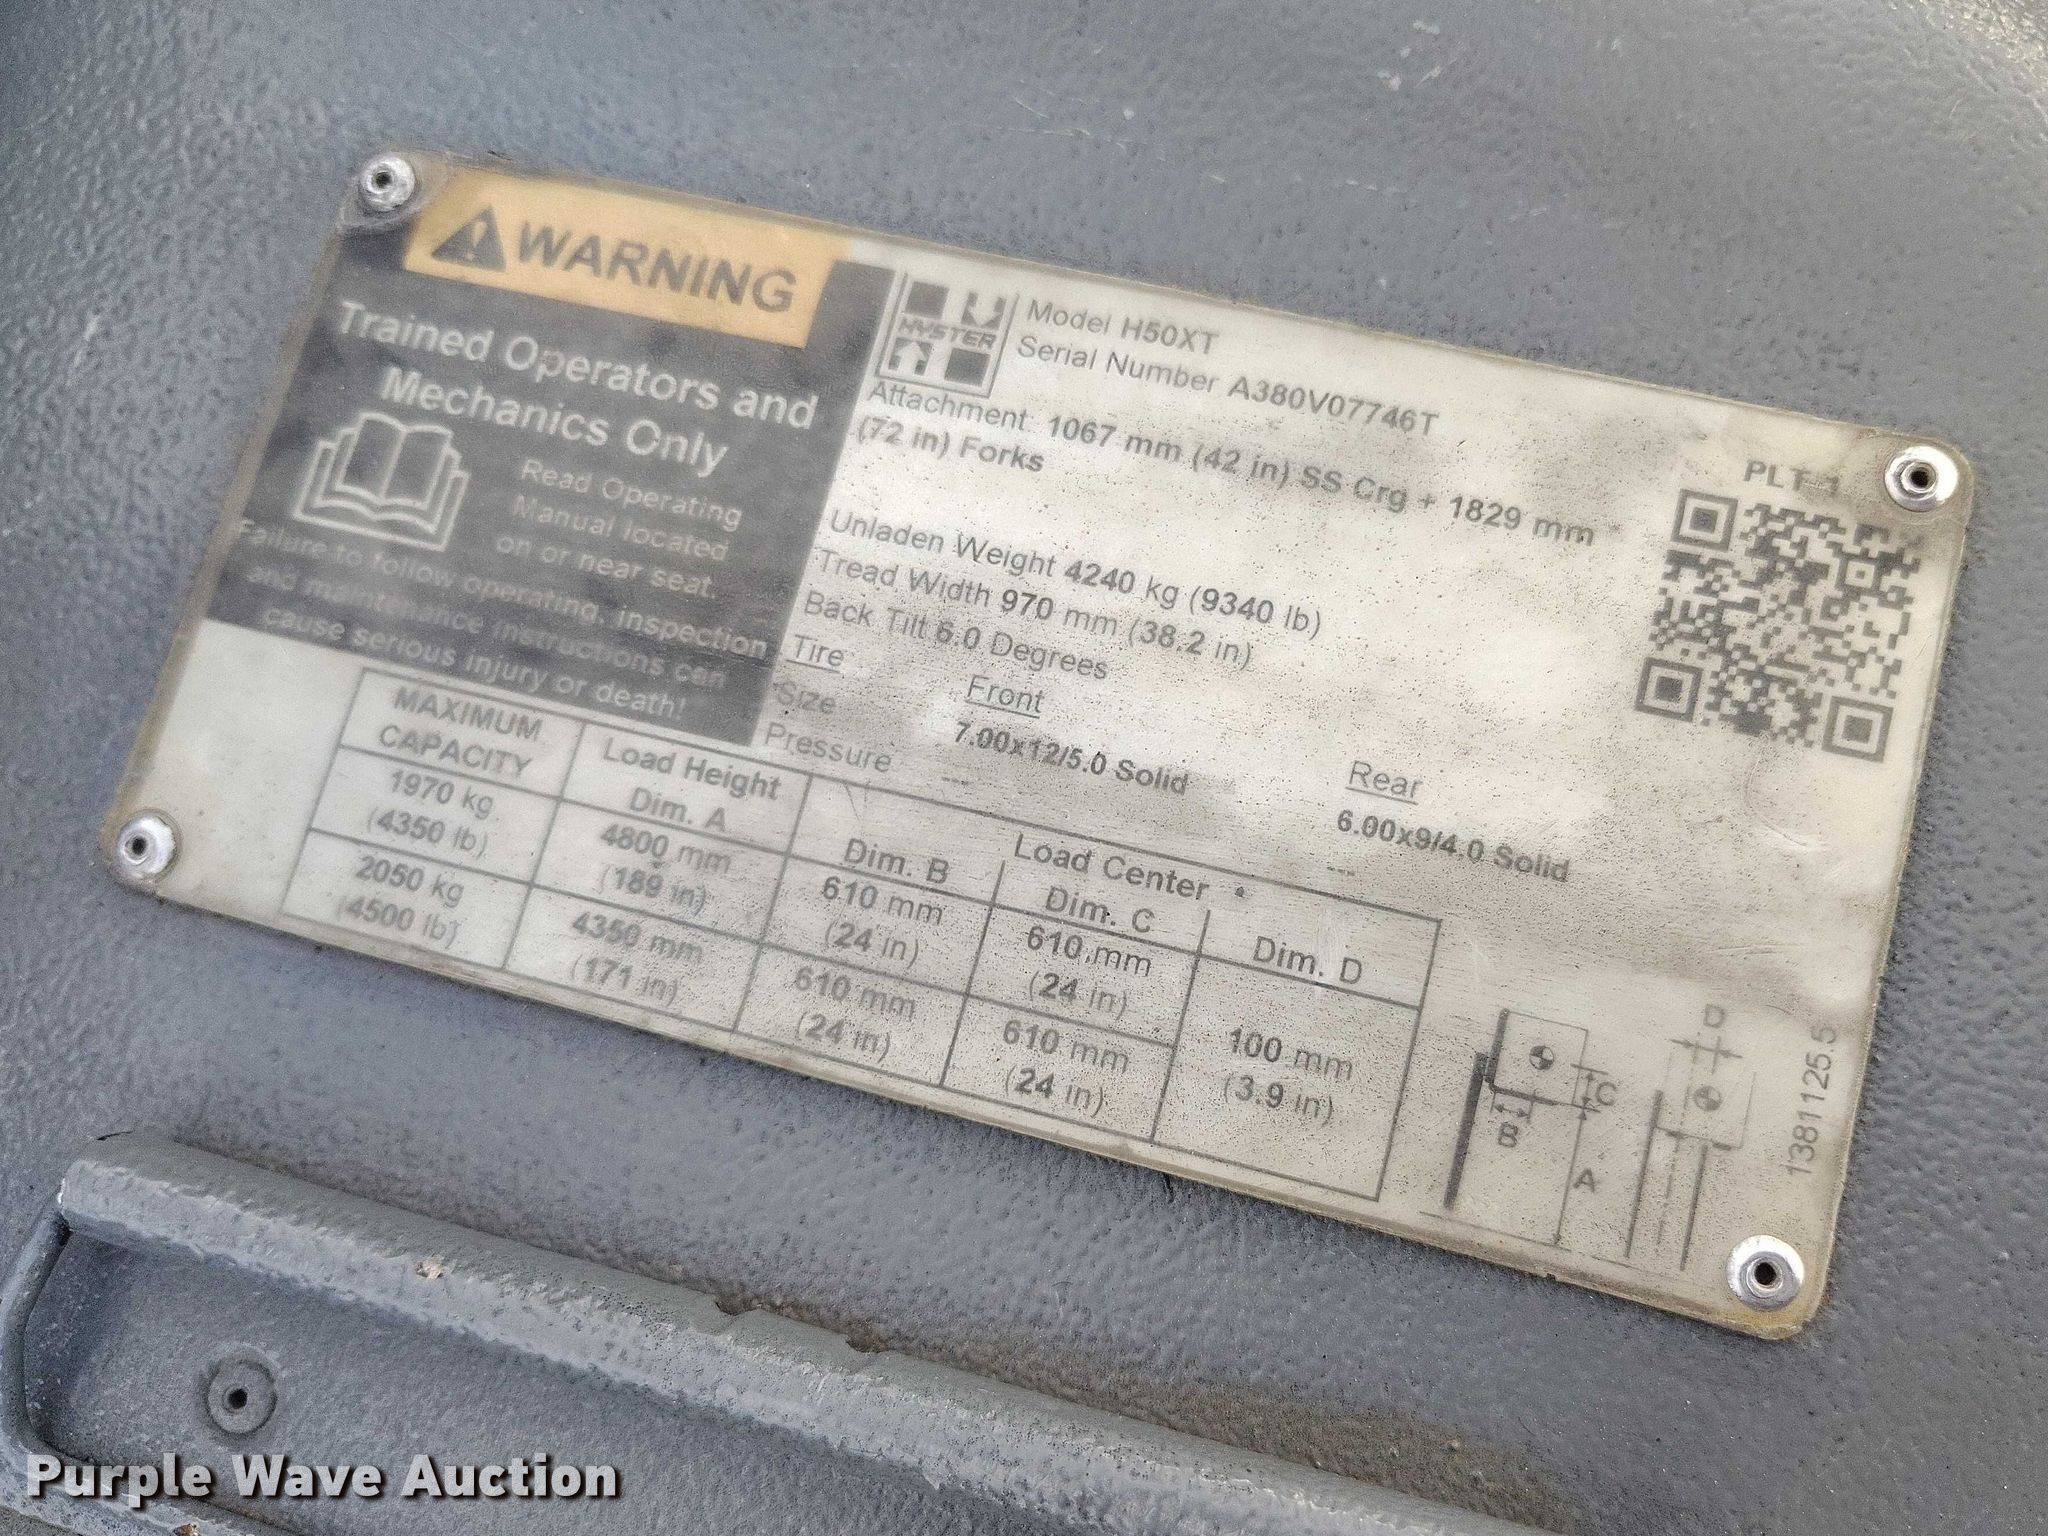 WARNING
Trained Operators and
Mechanics Only
Read Operating
Manual located
on or near seat.
Failure to follow operating, inspection
and maintenance instructions can
cause serious injury or death!
HYSTER
Model H50XT
Serial Number A380V07746T
Attachment: 1067 mm (42 in) SS Crg + 1829 mm
(72 in) Forks
PLT-1
Unladen Weight 4240 kg (9340 lb)
Tread Width 970 mm (38.2 in)
Back Tilt 6.0 Degrees
Tire Front Rear
Size 7.00x12/5.0 Solid 6.00x9/4.0 Solid
Pressure --- ---
MAXIMUM
CAPACITY
Load Height
Dim. A
Load Center
Dim. B Dim. C Dim. D
1970 kg 4800 mm 610 mm 610 mm
(4350 lb) (189 in) (24 in) (24 in)
2050 kg 4350 mm 610 mm 610 mm
(4500 lb) (171 in) (24 in) (24 in)
100 mm
(3.9 in)
D
C
B
A
1381125.5
Purple Wave Auction